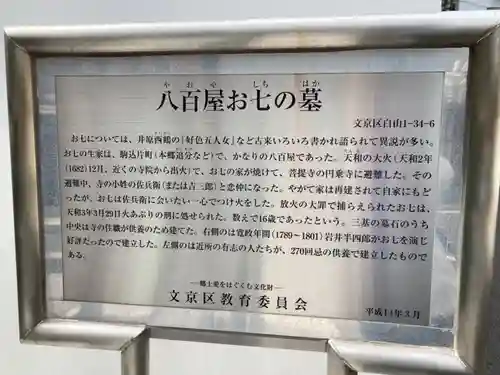 やおや しち はか
八百屋お七の墓
文京区白山1-34-6
さいかく
お七については、井原西鶴の『好色五人女』など古来いろいろ書かれ語られて異説が多い。
お七の生家は、駒込片町(本郷追分など)で、かなりの八百屋であった。天和の大火(天和2年
(1682)12月、近くの寺院から出火)で、お七の家が焼けて、菩提寺の円乗寺に避難した。その
避難中、寺の小姓の佐兵衛(または吉三郎)と恋仲になった。やがて家は再建されて自家にもど
ったが、お七は佐兵衛に会いたい一心でつけ火をした。放火の大罪で捕らえられたお七は、
天和3年3月29日火あぶりの刑に処せられた。数えで16歳であったという。三基の墓石のうち
中央は寺の住職が供養のため建てた。右側のは寛政年間(1789〜1801)岩井半四郎がお七を演じ
好評だったので建立した。左側のは近所の有志の人たちが、270回忌の供養で建立したもので
ある。
―郷土愛をはぐくむ文化財―
文京区教育委員会
平成14年3月